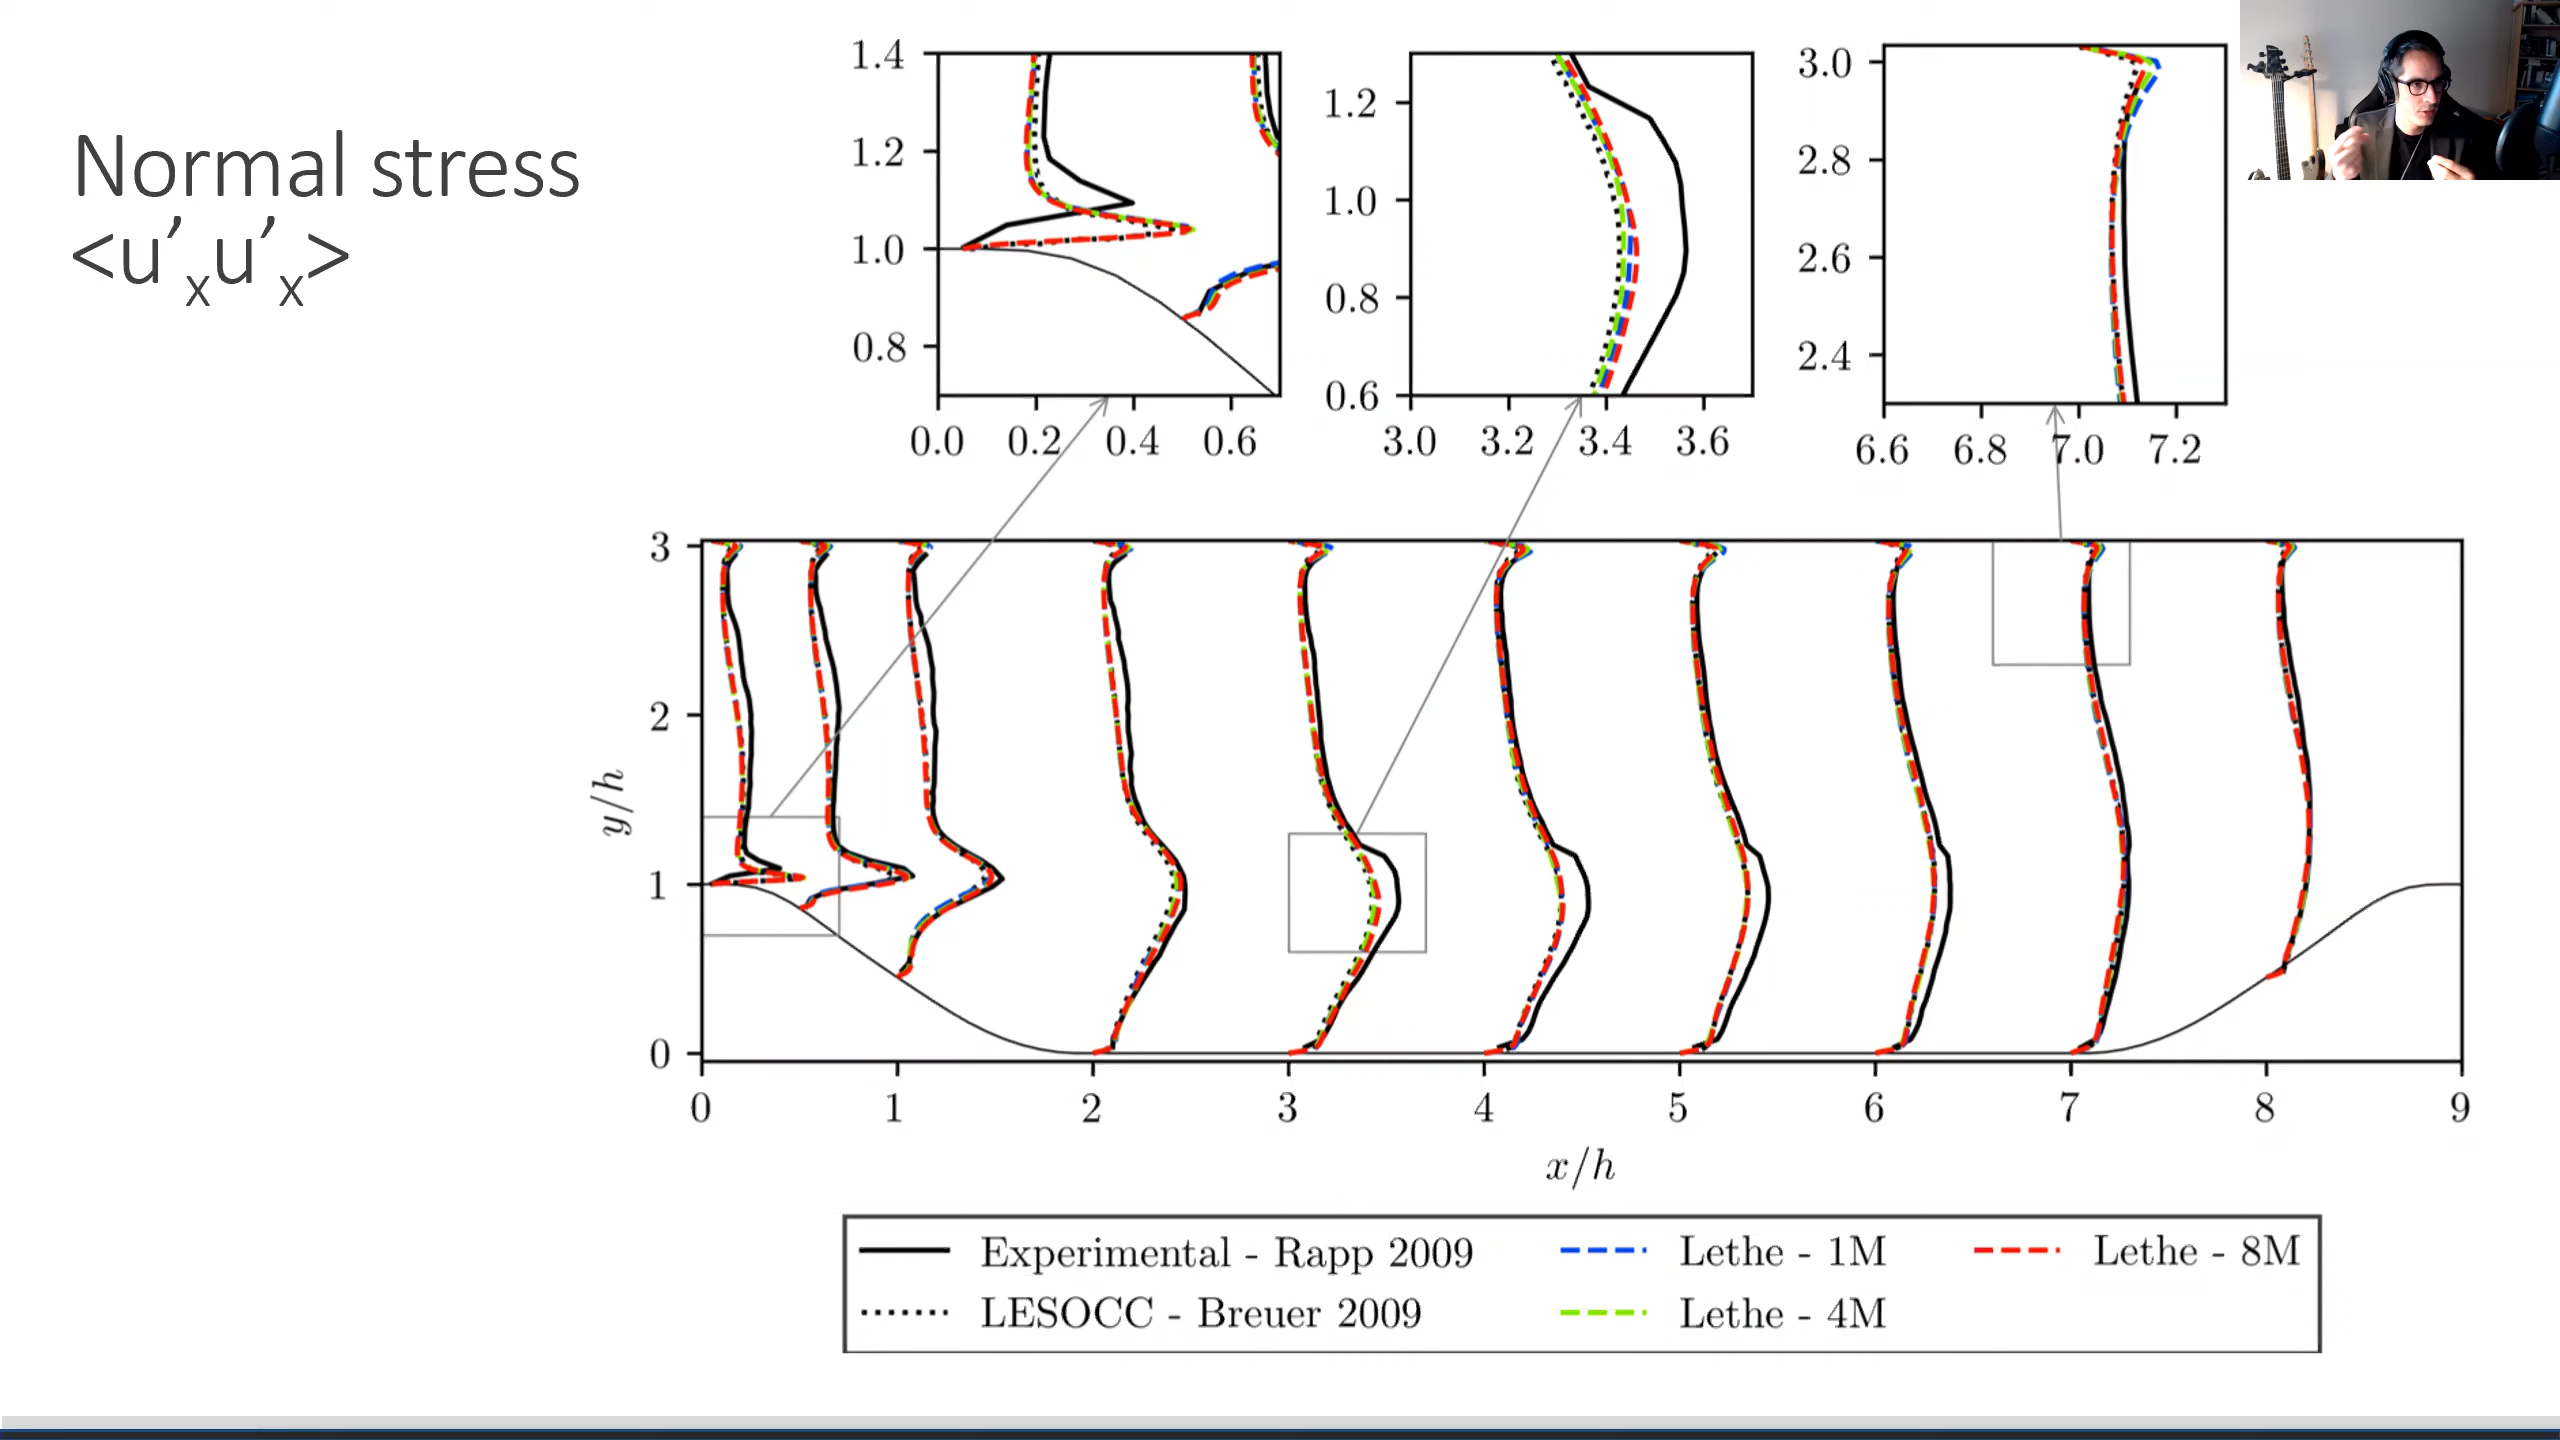 Normal stress
<u’xu’x>
1.4
1.2
1.0
0.8
0.0 0.2 0.4 0.6
1.2
1.0
0.8
0.6
3.0 3.2 3.4 3.6
3.0
2.8
2.6
2.4
6.6 6.8 7.0 7.2
3
2
1
0
y/h
0 1 2 3 4 5 6 7 8 9
x/h
Experimental - Rapp 2009
LESOCC - Breuer 2009
Lethe - 1M
Lethe - 4M
Lethe - 8M